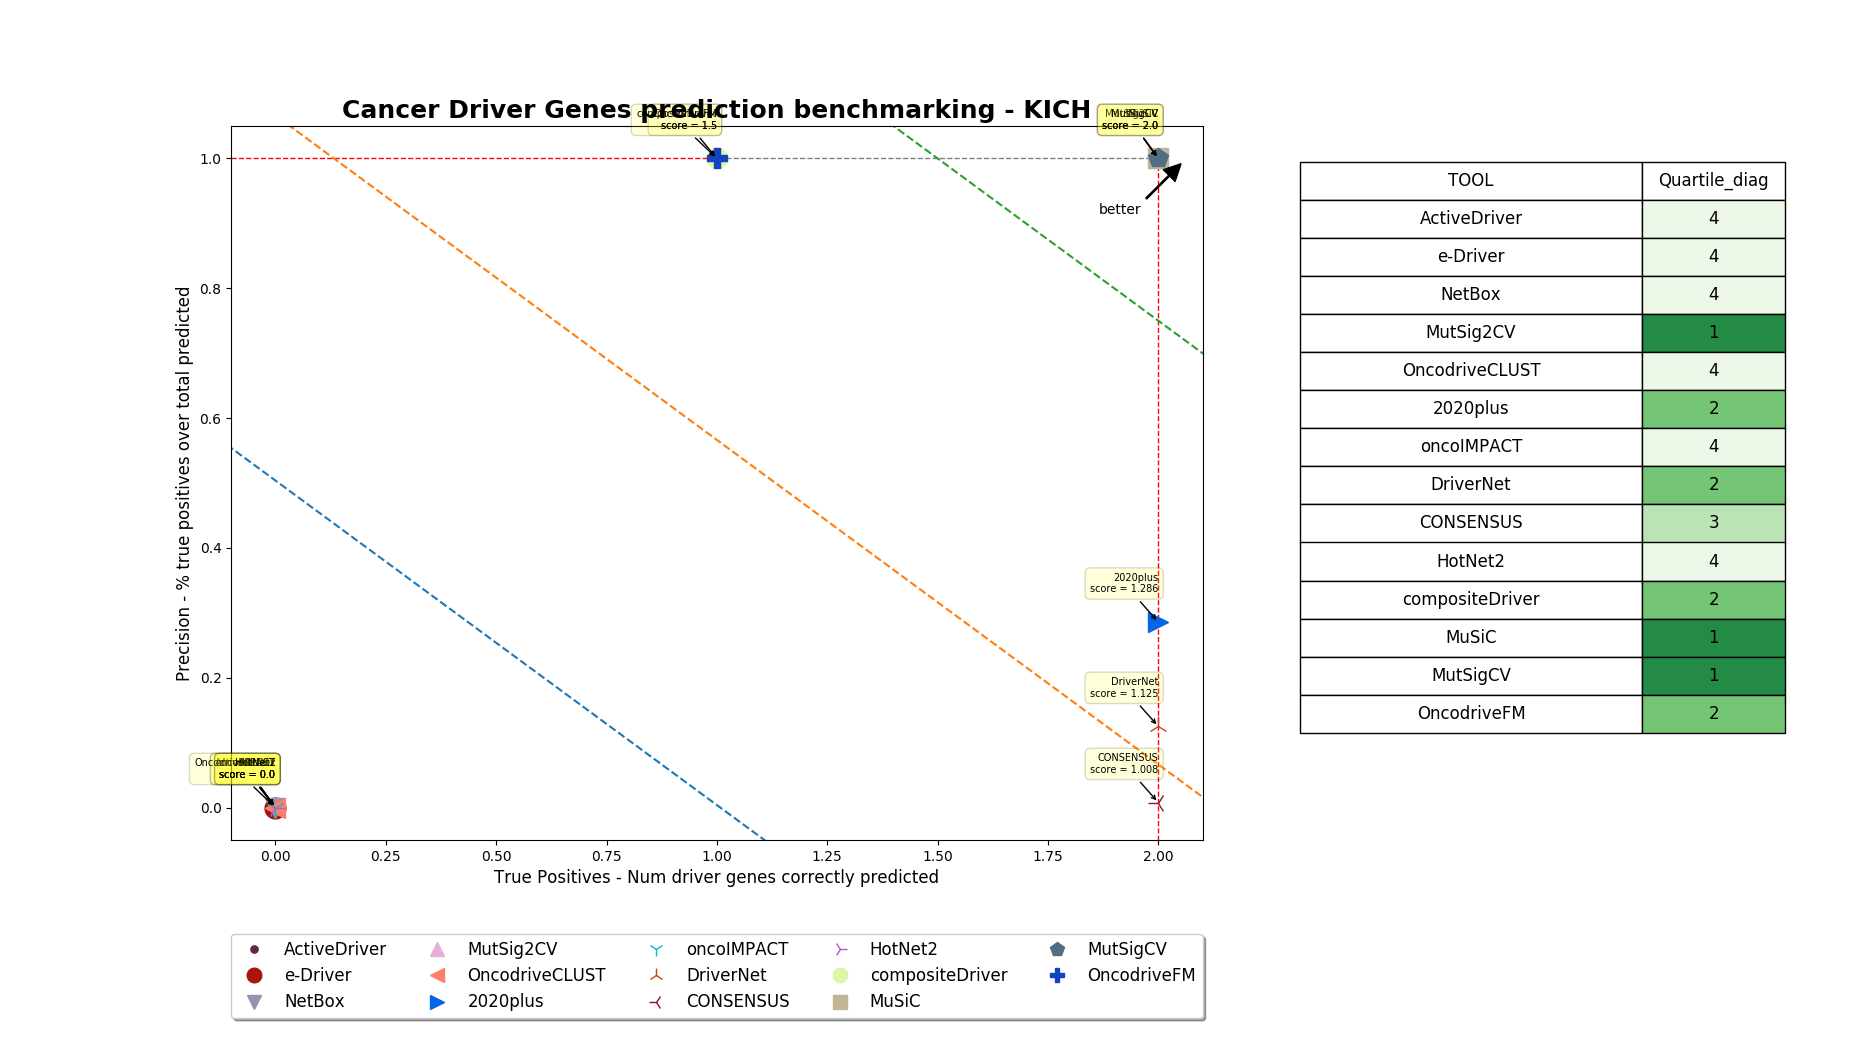 Cancer Driver Genes prediction benchmarking - KICH
score = 1.5
score = 2.0
better
1.0
0.8
0.6
0.4
0.2
0.0
Precision - % true positives over total predicted
2020plus
score = 1.286
DriverNet
score = 1.125
CONSENSUS
score = 1.008
score = 0.0
0.00 0.25 0.50 0.75 1.00 1.25 1.50 1.75 2.00
True Positives - Num driver genes correctly predicted
TOOL Quartile_diag
ActiveDriver 4
e-Driver 4
NetBox 4
MutSig2CV 1
OncodriveCLUST 4
2020plus 2
oncoIMPACT 4
DriverNet 2
CONSENSUS 3
HotNet2 4
compositeDriver 2
MuSiC 1
MutSigCV 1
OncodriveFM 2
ActiveDriver MutSig2CV oncoIMPACT HotNet2 MutSigCV
e-Driver OncodriveCLUST DriverNet compositeDriver OncodriveFM
NetBox 2020plus CONSENSUS MuSiC